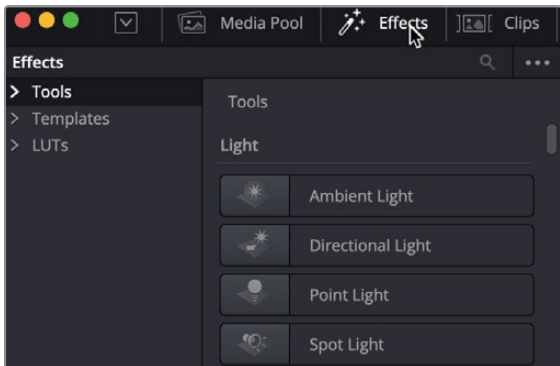 Media Pool Effects Clips
Effects
Tools
Templates
LUTs
Tools
Light
Ambient Light
Directional Light
Point Light
Spot Light